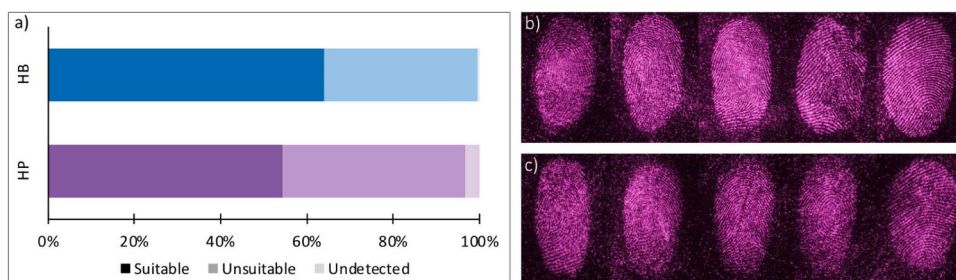 a)
HB
HP
0% 20% 40% 60% 80% 100%
Suitable Unsuitable Undetected
b)
c)